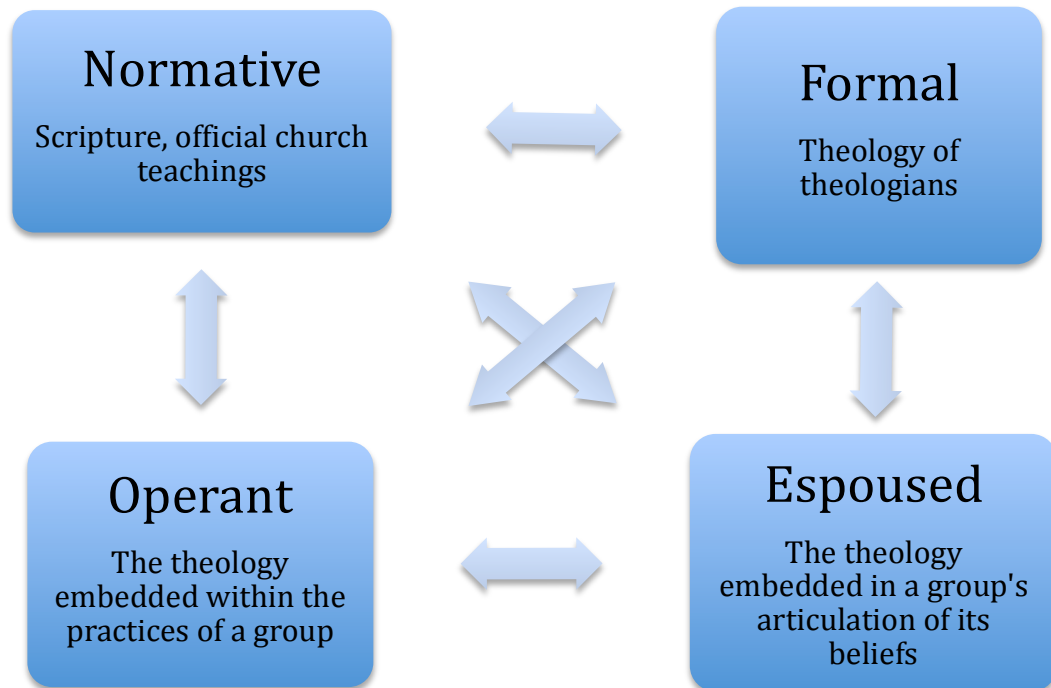 Normative
Scripture, official church
teachings
Formal
Theology of
theologians
Operant
The theology
embedded within the
practices of a group
Espoused
The theology
embedded in a group's
articulation of its
beliefs